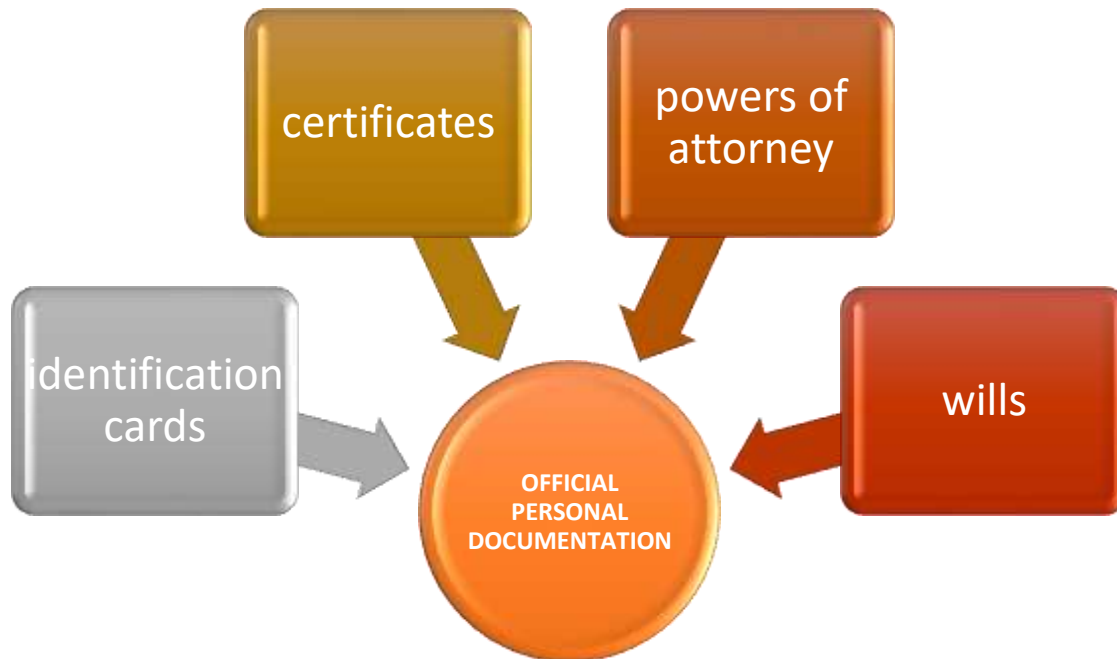 certificates
powers of
attorney
identification
cards
wills
OFFICIAL
PERSONAL
DOCUMENTATION